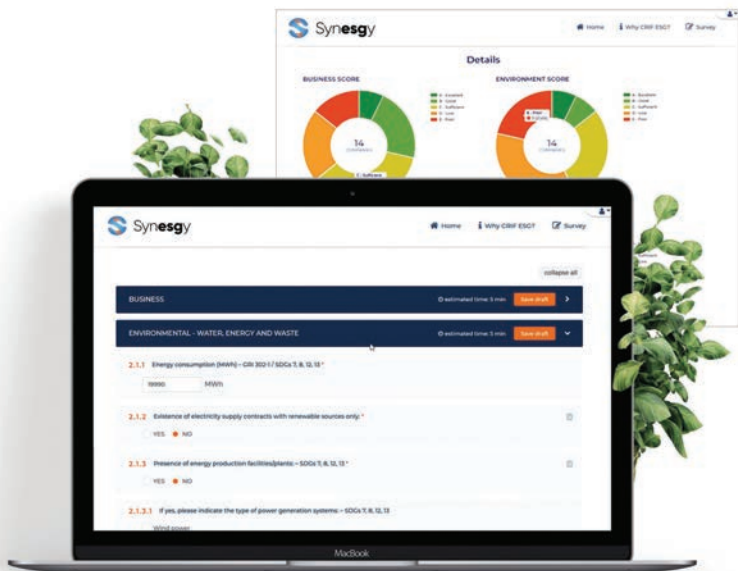 Synesgy
Home
Why CRIF ESG?
Survey
Details
BUSINESS SCORE
ENVIRONMENT SCORE
14
14
Synesgy
Home
Why CRIF ESG?
Survey
collapse all
BUSINESS
estimated time: 5 min
Save draft
ENVIRONMENTAL - WATER, ENERGY AND WASTE
estimated time: 5 min
Save draft
2.1.1 Energy consumption (MWh) – GRI 302-1 / SDGs 7, 8, 12, 13 *
19990 MWh
2.1.2 Existence of electricity supply contracts with renewable sources only. *
YES NO
2.1.3 Presence of energy production facilities/plants: – SDGs 7, 8, 12, 13 *
YES NO
2.1.3.1 If yes, please indicate the type of power generation systems: – SDGs 7, 8, 12, 13
Wind power
MacBook